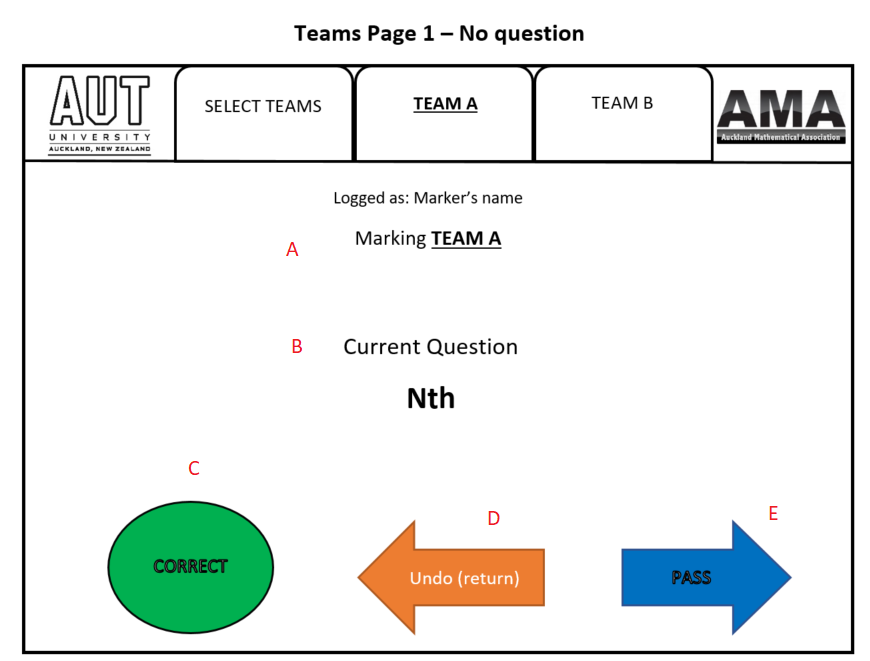 Teams Page 1 – No question
AUT
UNIVERSITY
AUCKLAND, NEW ZEALAND
SELECT TEAMS
TEAM A
TEAM B
AMA
Auckland Mathematical Association
Logged as: Marker's name
A
Marking TEAM A
B
Current Question
Nth
C
D
E
CORRECT
Undo (return)
PASS